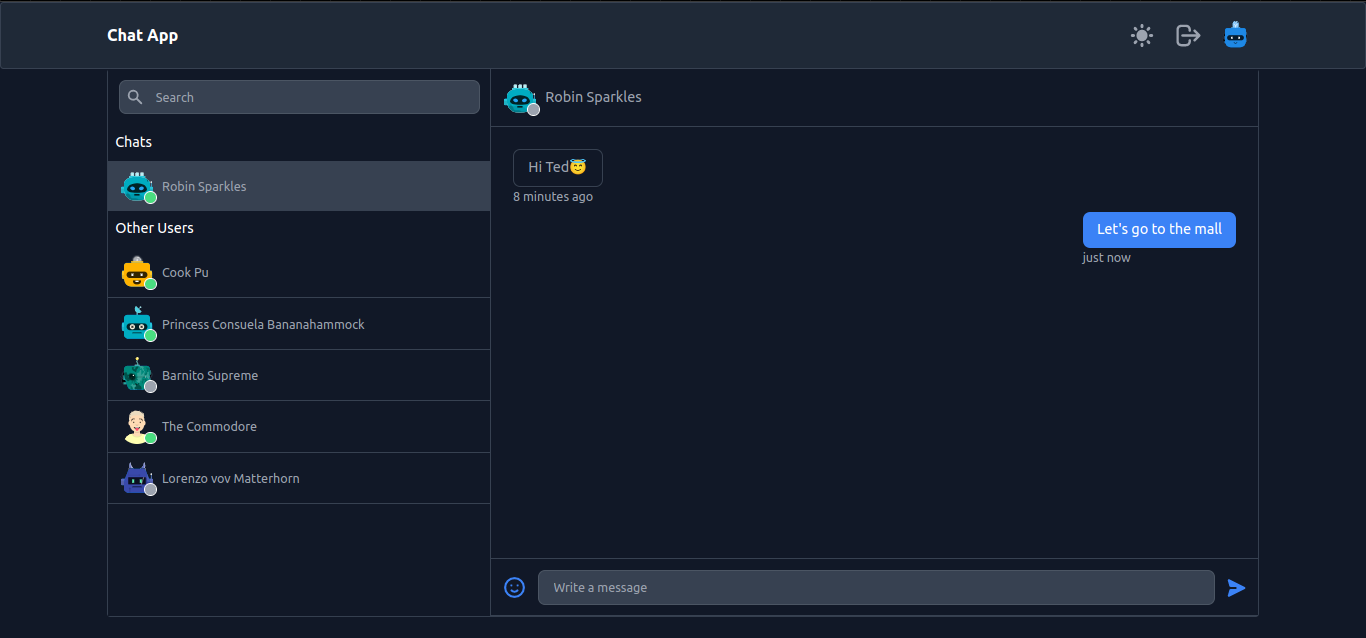 Chat App
Search
Chats
Robin Sparkles
Other Users
Cook Pu
Princess Consuela Bananahammock
Barnito Supreme
The Commodore
Lorenzo vov Matterhorn
Robin Sparkles
Hi Ted😇
8 minutes ago
Let's go to the mall
just now
Write a message